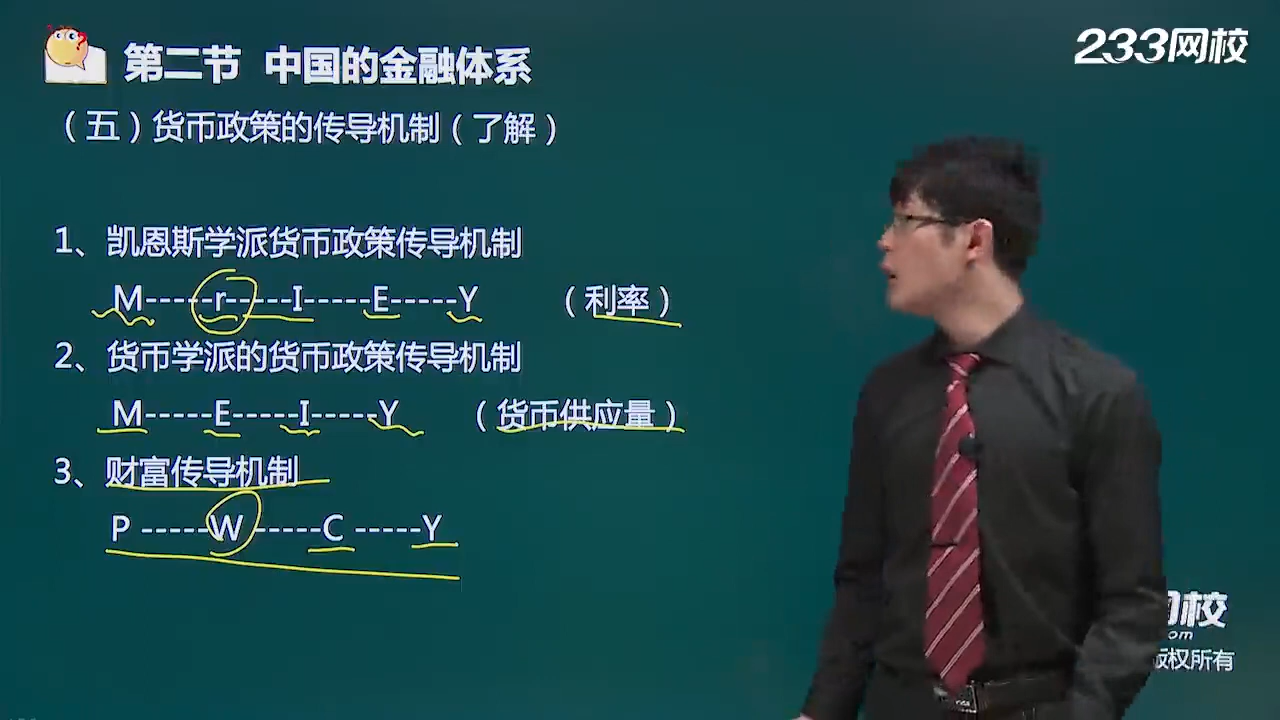 233网校
第二节 中国的金融体系
（五）货币政策的传导机制（了解）
1、凯恩斯学派货币政策传导机制
M-----r-----I-----E-----Y （利率）
2、货币学派的货币政策传导机制
M-----E-----I-----Y （货币供应量）
3、财富传导机制
P -----W -----C -----Y
网校
om
版权所有